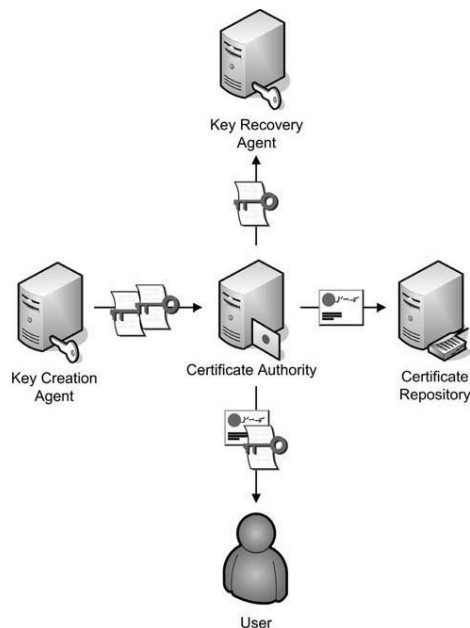 Key Recovery
Agent
Key Creation
Agent
Certificate Authority
Certificate
Repository
User